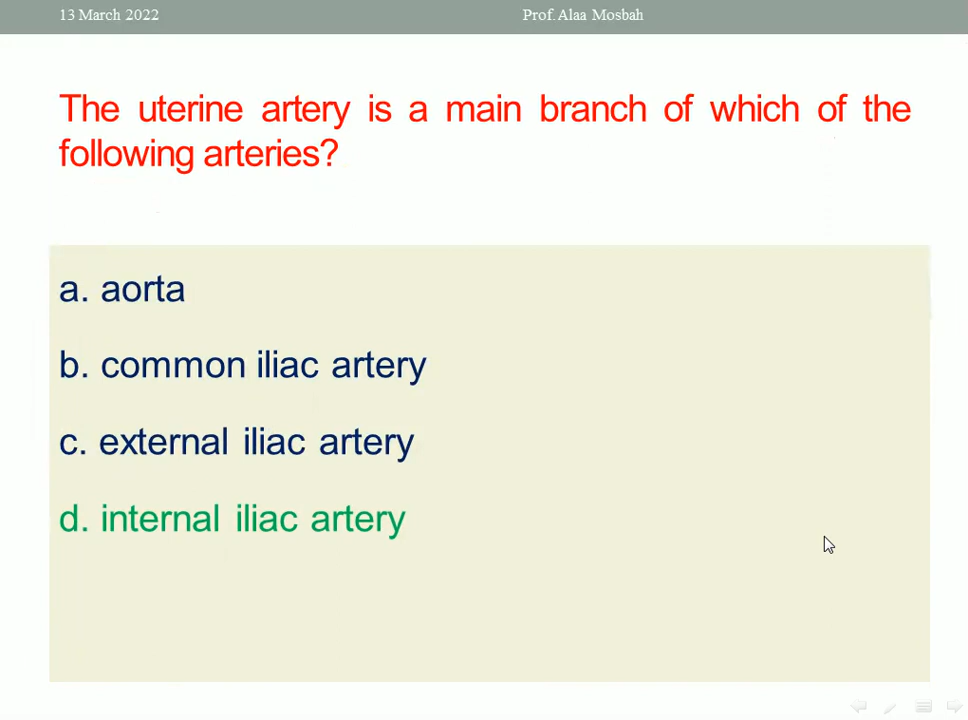 13 March 2022 Prof. Alaa Mosbah
The uterine artery is a main branch of which of the
following arteries?
a. aorta
b. common iliac artery
c. external iliac artery
d. internal iliac artery